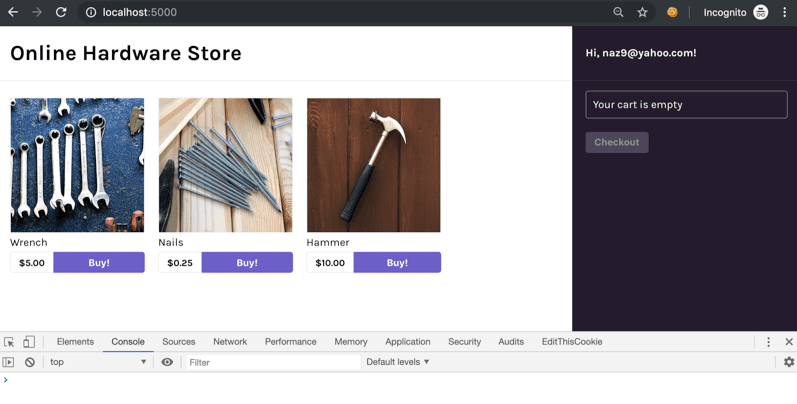 localhost:5000
Incognito
Online Hardware Store
Hi, naz9@yahoo.com!
Your cart is empty
Checkout
Wrench
$5.00 Buy!
Nails
$0.25 Buy!
Hammer
$10.00 Buy!
Elements Console Sources Network Performance Memory Application Security Audits EditThisCookie
top Filter Default levels